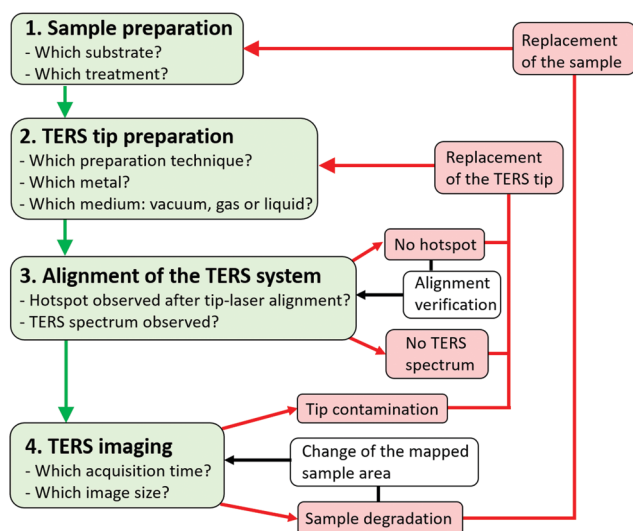 1. Sample preparation
- Which substrate?
- Which treatment?
Replacement
of the sample
2. TERS tip preparation
- Which preparation technique?
- Which metal?
- Which medium: vacuum, gas or liquid?
Replacement
of the TERS tip
3. Alignment of the TERS system
- Hotspot observed after tip-laser alignment?
- TERS spectrum observed?
No hotspot
Alignment
verification
No TERS
spectrum
Tip contamination
4. TERS imaging
- Which acquisition time?
- Which image size?
Change of the mapped
sample area
Sample degradation